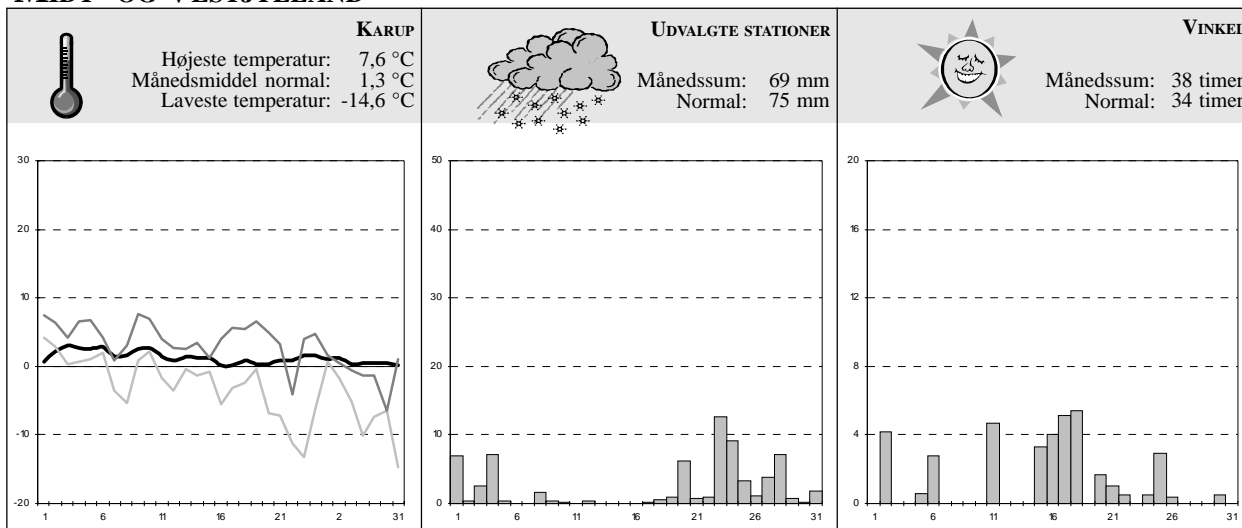 KARUP
Højeste temperatur: 7,6 °C
Månedsmiddel normal: 1,3 °C
Laveste temperatur: -14,6 °C
UDVALGTE STATIONER
Månedssum: 69 mm
Normal: 75 mm
VINKEL
Månedssum: 38 timer
Normal: 34 timer
30
20
10
0
-10
-20
1 6 11 16 21 2 31
50
40
30
20
10
0
1 6 11 16 21 26 31
20
16
12
8
4
0
1 6 11 16 21 26 31